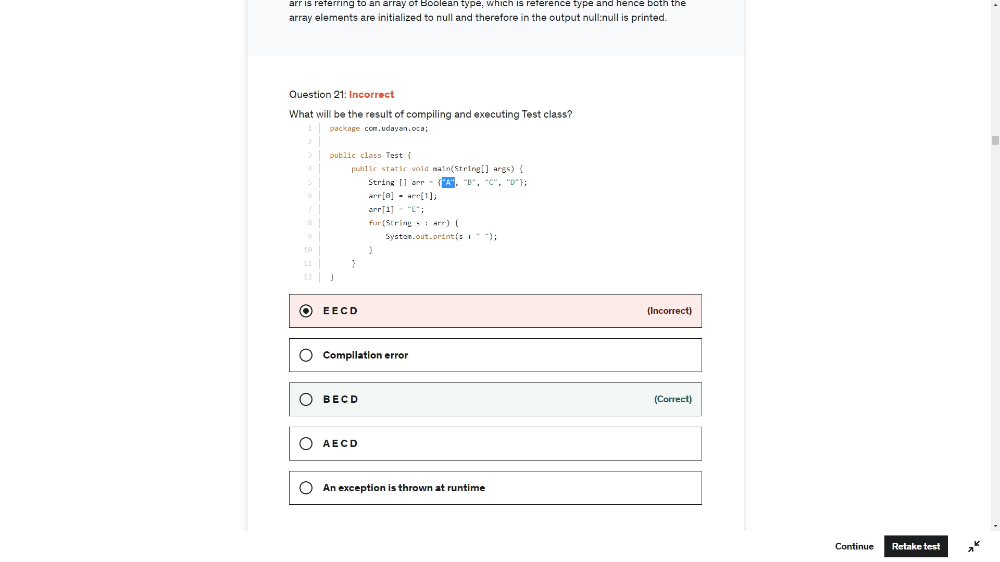 arr is referring to an array of Boolean type, which is reference type and hence both the
array elements are initialized to null and therefore in the output null:null is printed.
Question 21: Incorrect
What will be the result of compiling and executing Test class?
1 package com.udayan.oca;
2
3 public class Test {
4 public static void main(String[] args) {
5 String [] arr = {"A", "B", "C", "D"};
6 arr[0] = arr[1];
7 arr[1] = "E";
8 for(String s : arr) {
9 System.out.print(s + " ");
10 }
11 }
12 }
E E C D (Incorrect)
Compilation error
B E C D (Correct)
A E C D
An exception is thrown at runtime
Continue Retake test